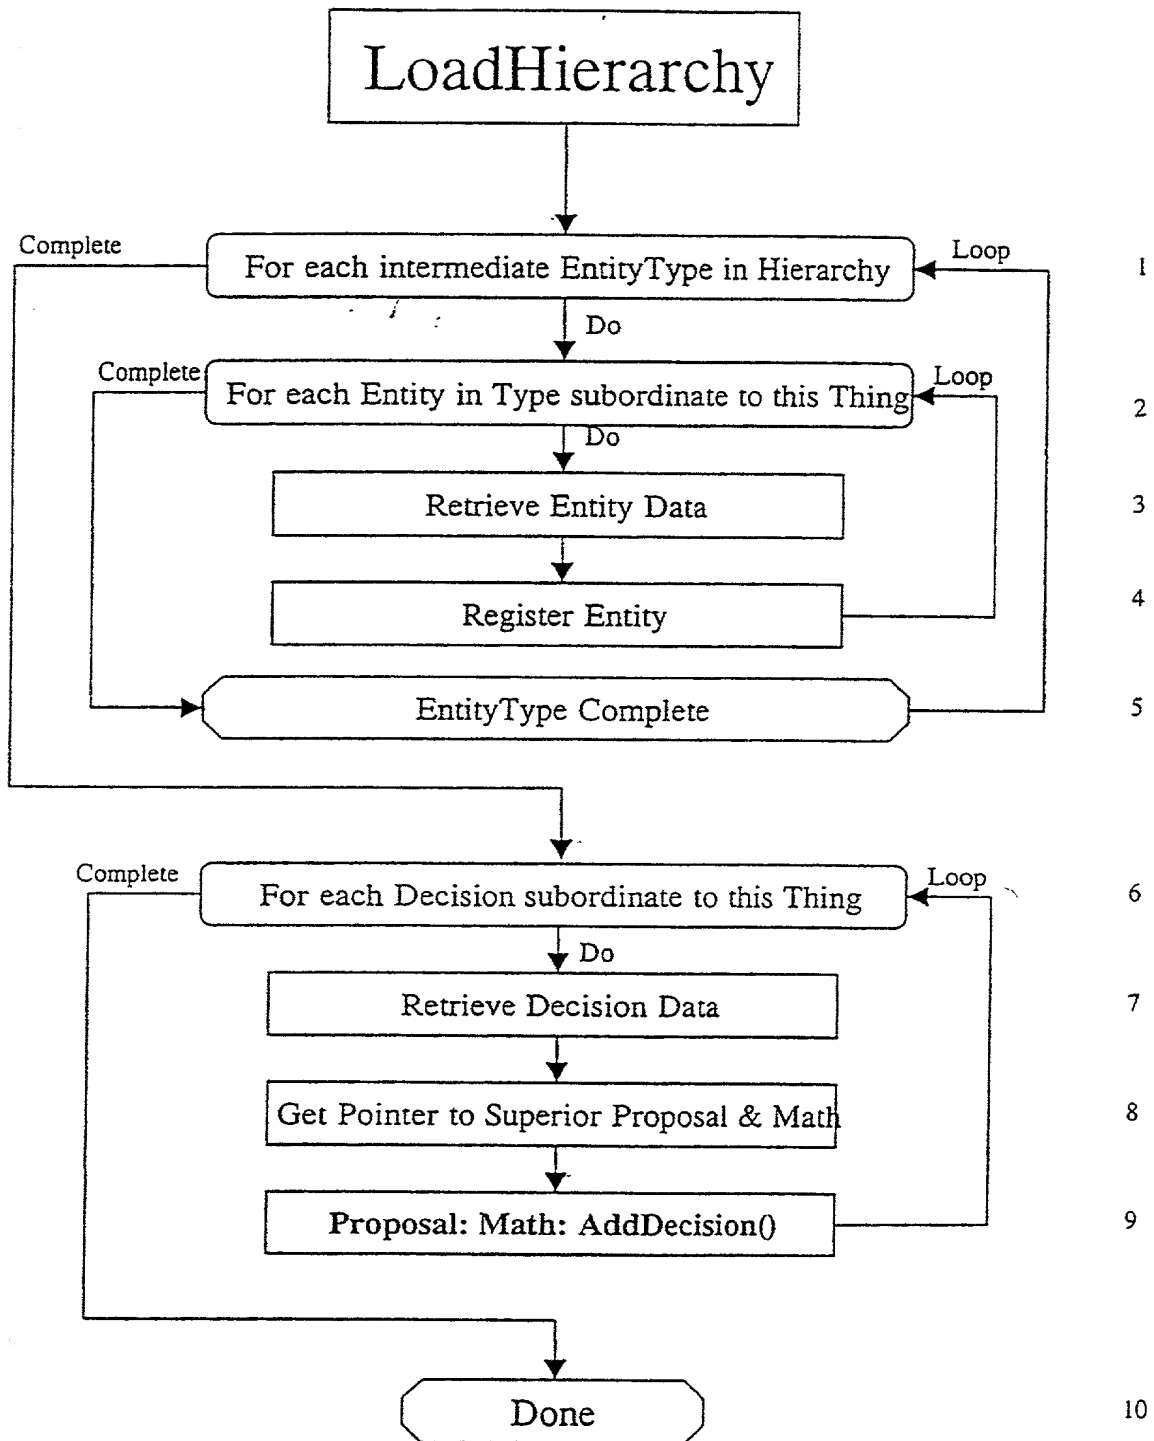 LoadHierarchy
Complete
For each intermediate EntityType in Hierarchy
Loop
1
Do
Complete
For each Entity in Type subordinate to this Thing
Loop
2
Do
Retrieve Entity Data
3
Register Entity
4
EntityType Complete
5
Complete
For each Decision subordinate to this Thing
Loop
6
Do
Retrieve Decision Data
7
Get Pointer to Superior Proposal & Math
8
Proposal: Math: AddDecision()
9
Done
10